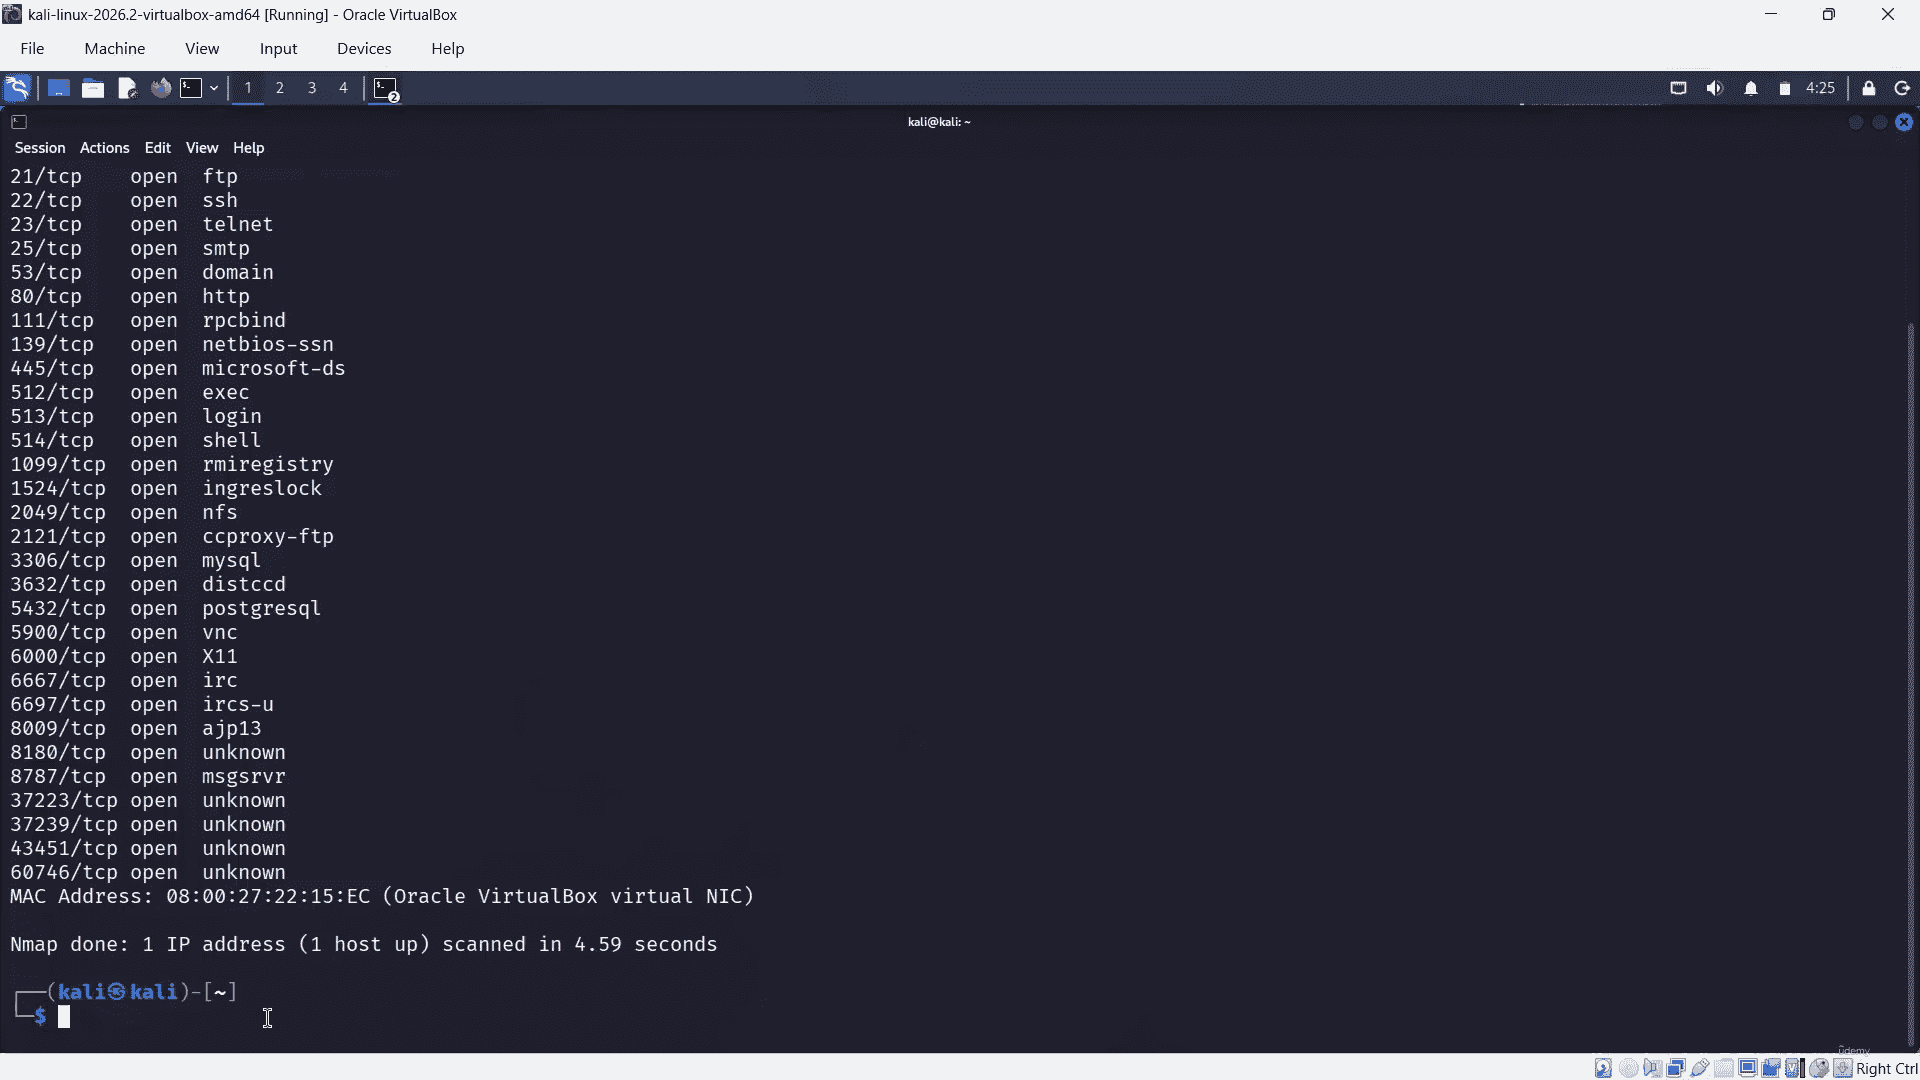 kali-linux-2026.2-virtualbox-amd64 [Running] - Oracle VirtualBox
File Machine View Input Devices Help
1 2 3 4 2 4:25
kali@kali: ~
Session Actions Edit View Help
21/tcp open ftp
22/tcp open ssh
23/tcp open telnet
25/tcp open smtp
53/tcp open domain
80/tcp open http
111/tcp open rpcbind
139/tcp open netbios-ssn
445/tcp open microsoft-ds
512/tcp open exec
513/tcp open login
514/tcp open shell
1099/tcp open rmiregistry
1524/tcp open ingreslock
2049/tcp open nfs
2121/tcp open ccproxy-ftp
3306/tcp open mysql
3632/tcp open distccd
5432/tcp open postgresql
5900/tcp open vnc
6000/tcp open X11
6667/tcp open irc
6697/tcp open ircs-u
8009/tcp open ajp13
8180/tcp open unknown
8787/tcp open msgsrvr
37223/tcp open unknown
37239/tcp open unknown
43451/tcp open unknown
60746/tcp open unknown
MAC Address: 08:00:27:22:15:EC (Oracle VirtualBox virtual NIC)
Nmap done: 1 IP address (1 host up) scanned in 4.59 seconds
┌──(kali㉿kali)-[~]
└─$
udemy
Right Ctrl